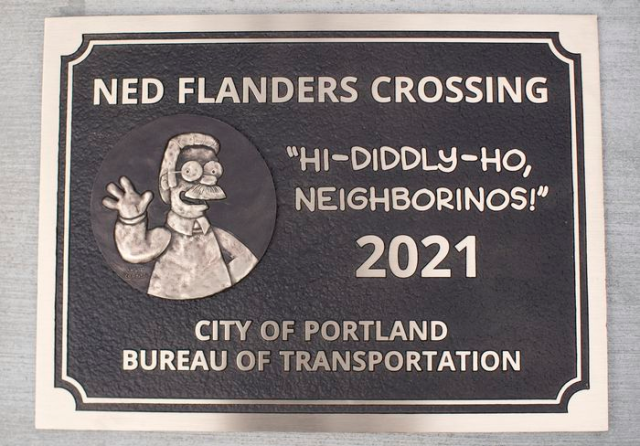 NED FLANDERS CROSSING
"HI-DIDDLY-HO,
NEIGHBORINOS!"
2021
CITY OF PORTLAND
BUREAU OF TRANSPORTATION